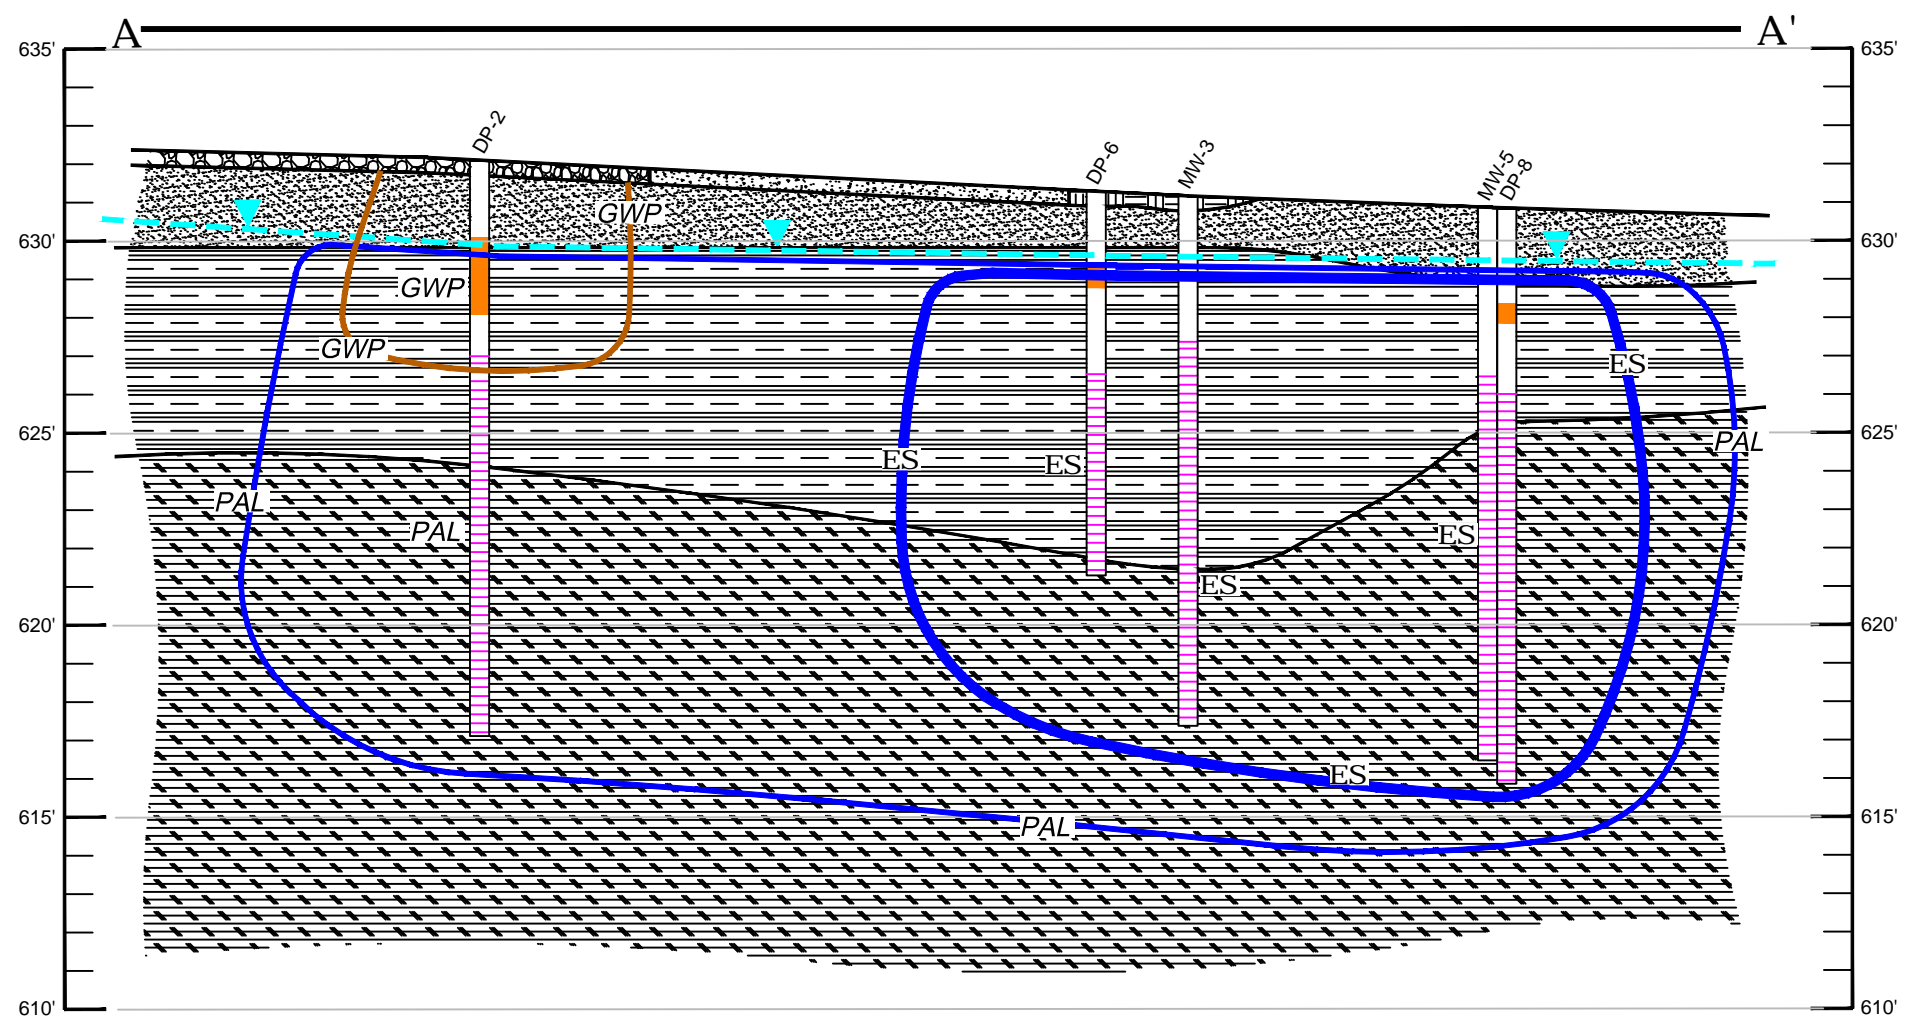 A A'
635' 635'
DP-2
DP-6
MW-3
MW-5
DP-8
GWP
630' 630'
GWP
GWP
ES
625' 625'
PAL
ES
ES
PAL
PAL
ES
ES
620' 620'
ES
615' 615'
PAL
610' 610'